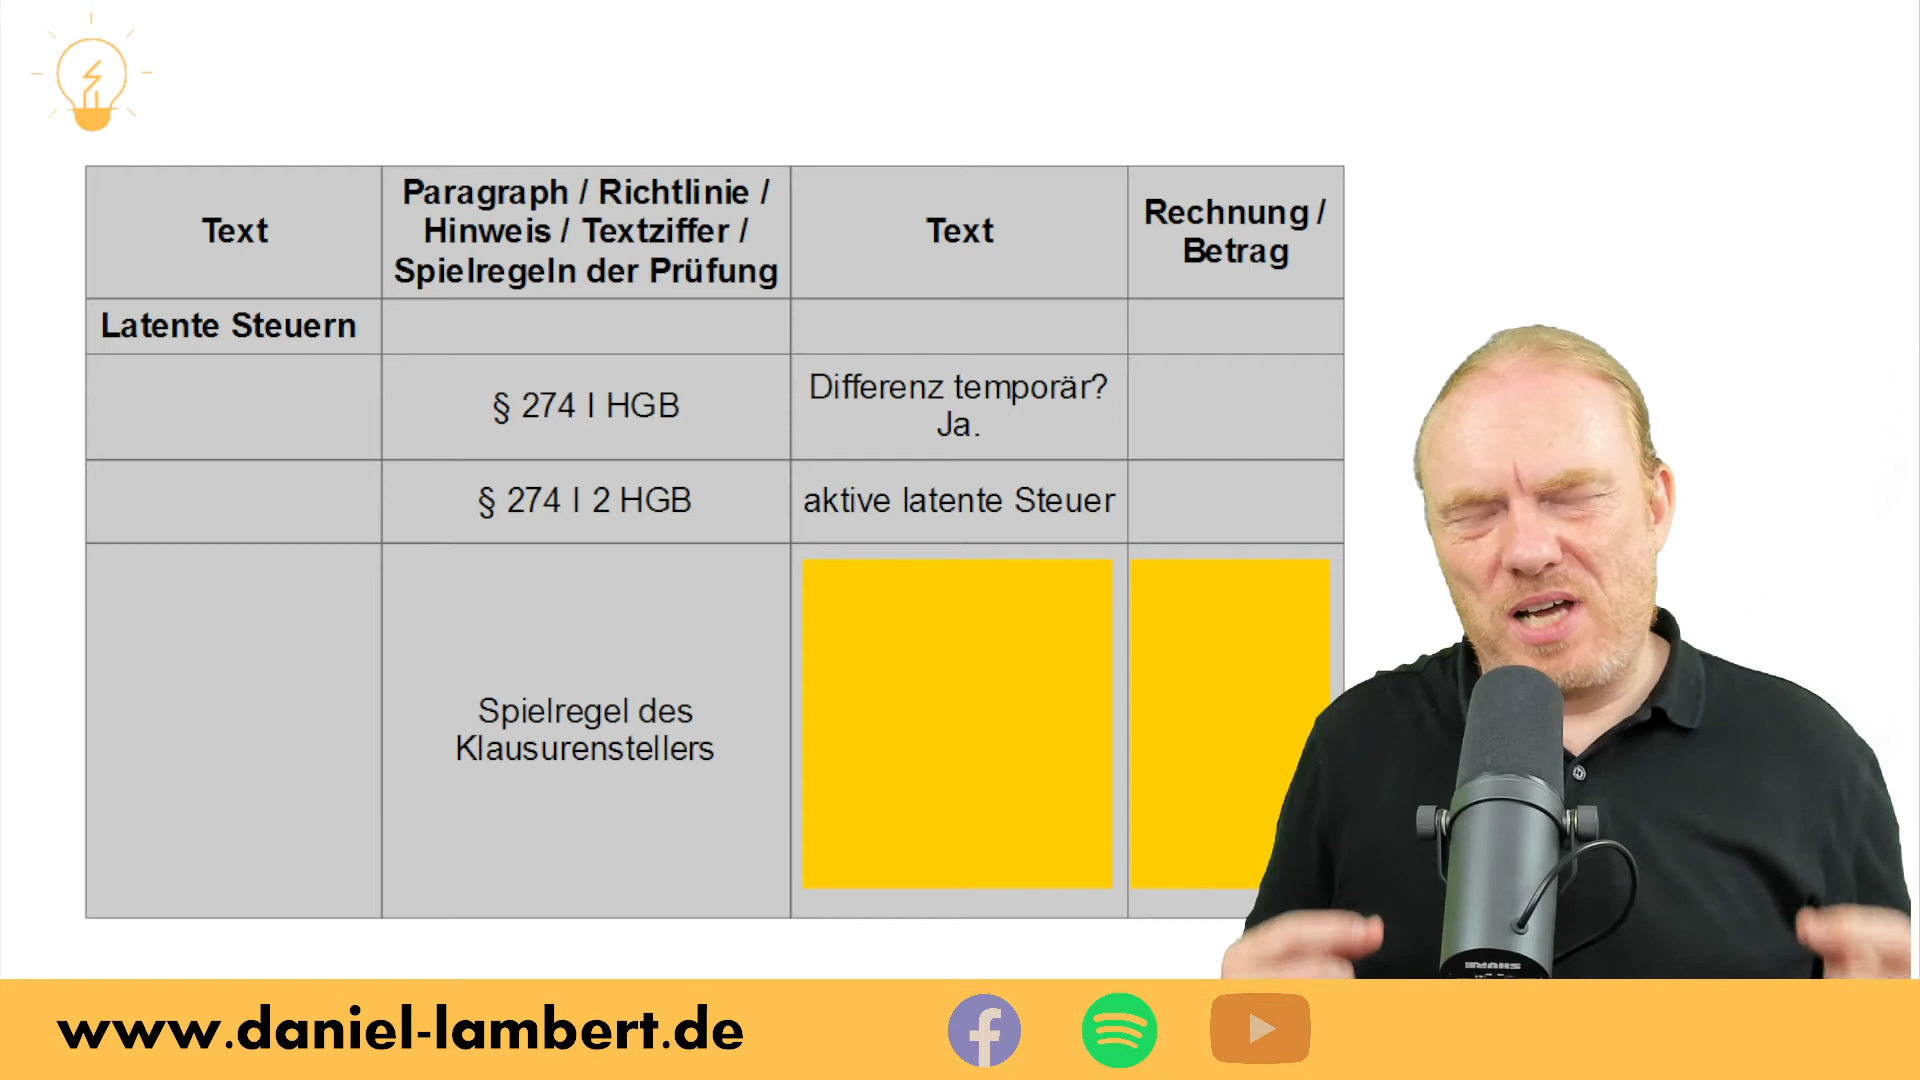 Text
Paragraph / Richtlinie /
Hinweis / Textziffer /
Spielregeln der Prüfung
Text
Rechnung /
Betrag
Latente Steuern
§ 274 I HGB
Differenz temporär?
Ja.
§ 274 I 2 HGB
aktive latente Steuer
Spielregel des
Klausurenstellers
SHURE
www.daniel-lambert.de